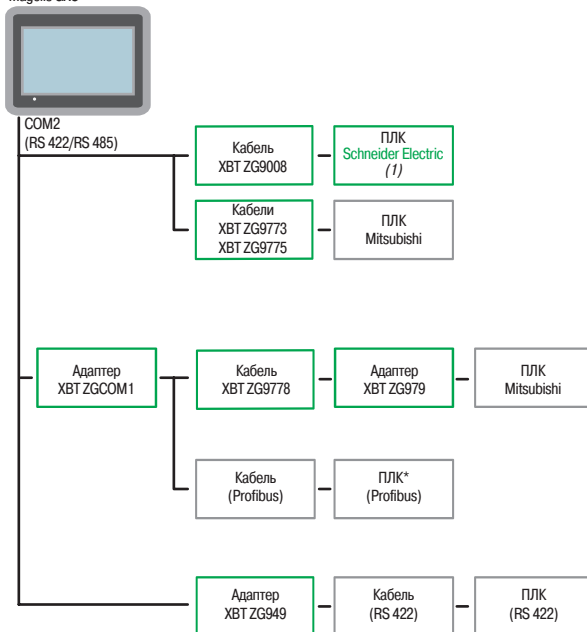 COM2
(RS 422/RS 485)
Кабель
XBT ZG9008
ПЛК
Schneider Electric
(1)
Кабели
XBT ZG9773
XBT ZG9775
ПЛК
Mitsubishi
Адаптер
XBT ZGCOM1
Кабель
XBT ZG9778
Адаптер
XBT ZG979
ПЛК
Mitsubishi
Кабель
(Profibus)
ПЛК*
(Profibus)
Адаптер
XBT ZG949
Кабель
(RS 422)
ПЛК
(RS 422)